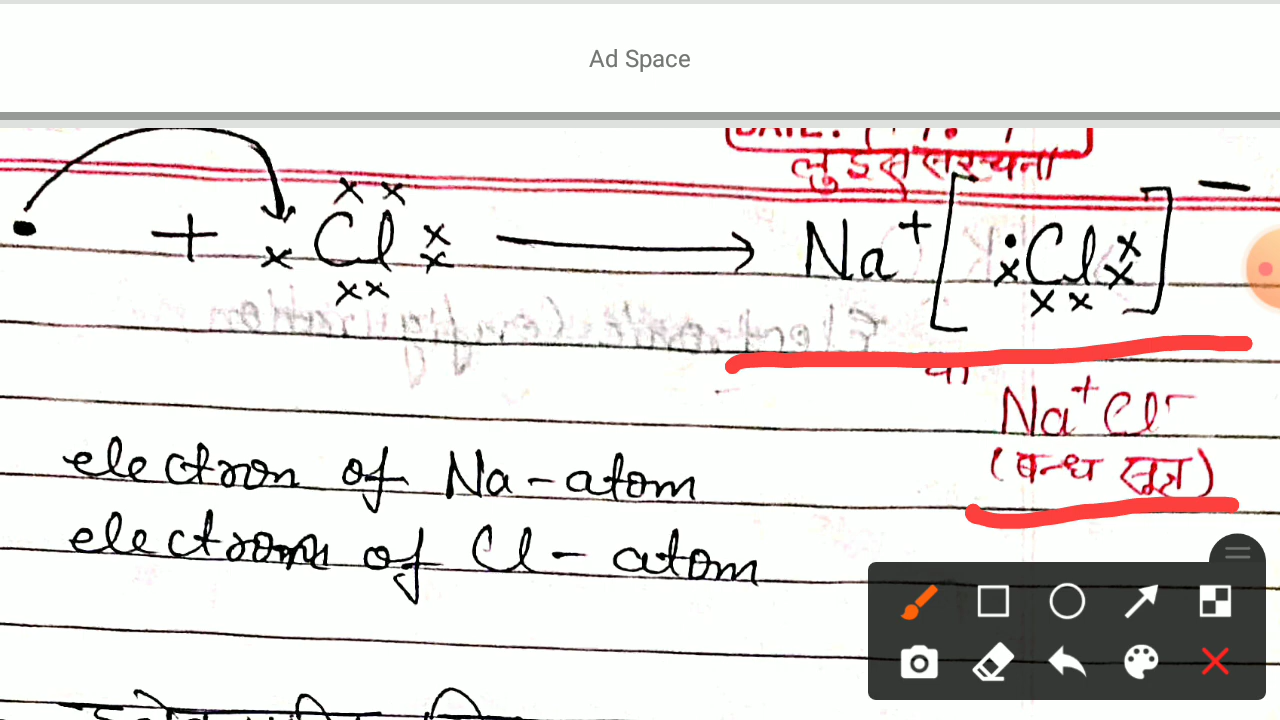 Ad Space
लुइस संरचना
+ Cl → Na⁺ [Cl]⁻
या
Na⁺Cl⁻
(बन्ध सूत्र)
electron of Na-atom
electrons of Cl-atom